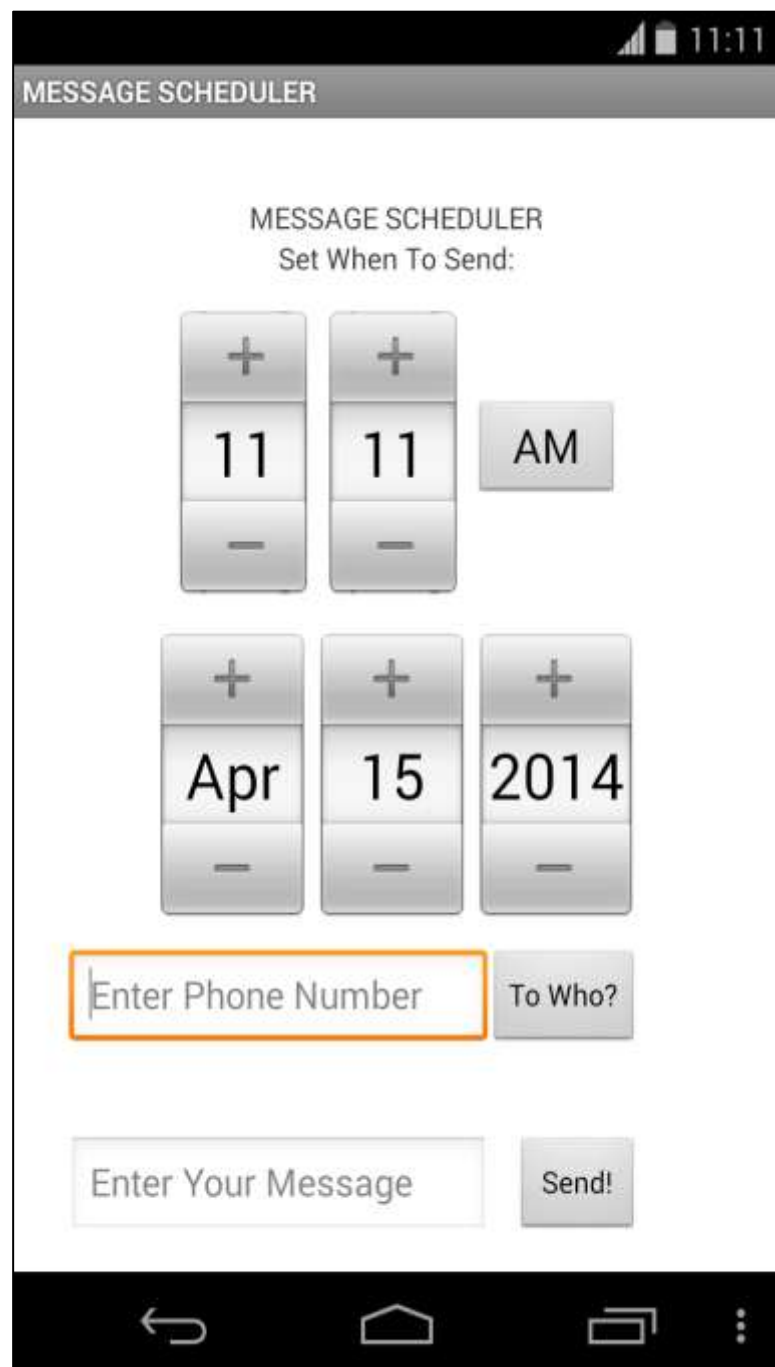 11:11
MESSAGE SCHEDULER
MESSAGE SCHEDULER
Set When To Send:
+ +
11 11 AM
- -
+ + +
Apr 15 2014
- - -
Enter Phone Number To Who?
Enter Your Message Send!